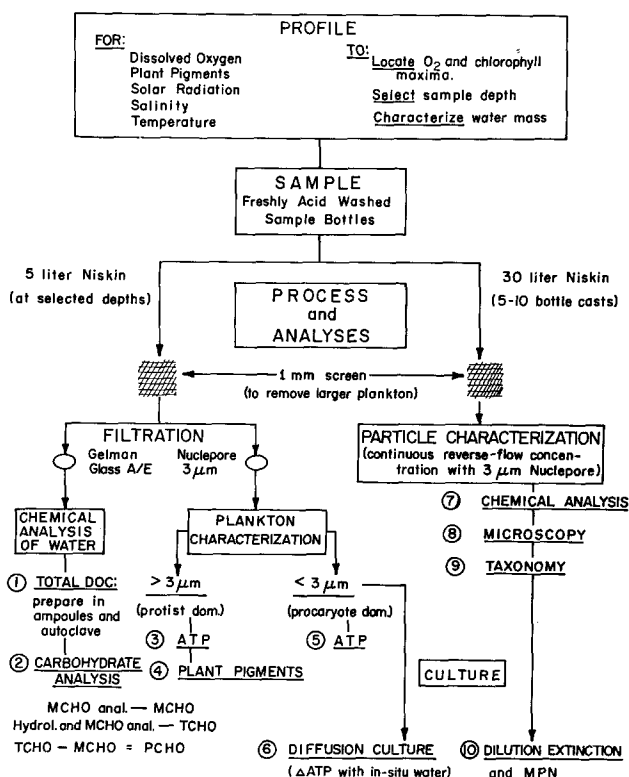 PROFILE
FOR:
Dissolved Oxygen
Plant Pigments
Solar Radiation
Salinity
Temperature
TO:
Locate O2 and chlorophyll
maxima.
Select sample depth
Characterize water mass
SAMPLE
Freshly Acid Washed
Sample Bottles
5 liter Niskin
(at selected depths)
30 liter Niskin
(5-10 bottle casts)
PROCESS
and
ANALYSES
1 mm screen
(to remove larger plankton)
FILTRATION
Gelman
Glass A/E
Nuclepore
3 μm
PARTICLE CHARACTERIZATION
(continuous reverse-flow concen-
tration with 3 μm Nuclepore)
CHEMICAL
ANALYSIS
OF WATER
PLANKTON
CHARACTERIZATION
⑦ CHEMICAL ANALYSIS
⑧ MICROSCOPY
⑨ TAXONOMY
① TOTAL DOC:
prepare in
ampoules and
autoclave
② CARBOHYDRATE
ANALYSIS
MCHO anal. — MCHO
Hydrol. and MCHO anal. — TCHO
TCHO — MCHO = PCHO
> 3 μm
(protist dom.)
③ ATP
④ PLANT PIGMENTS
< 3 μm
(procaryote dom.)
⑤ ATP
CULTURE
⑥ DIFFUSION CULTURE
(ΔATP with in-situ water)
⑩ DILUTION EXTINCTION
and MPN